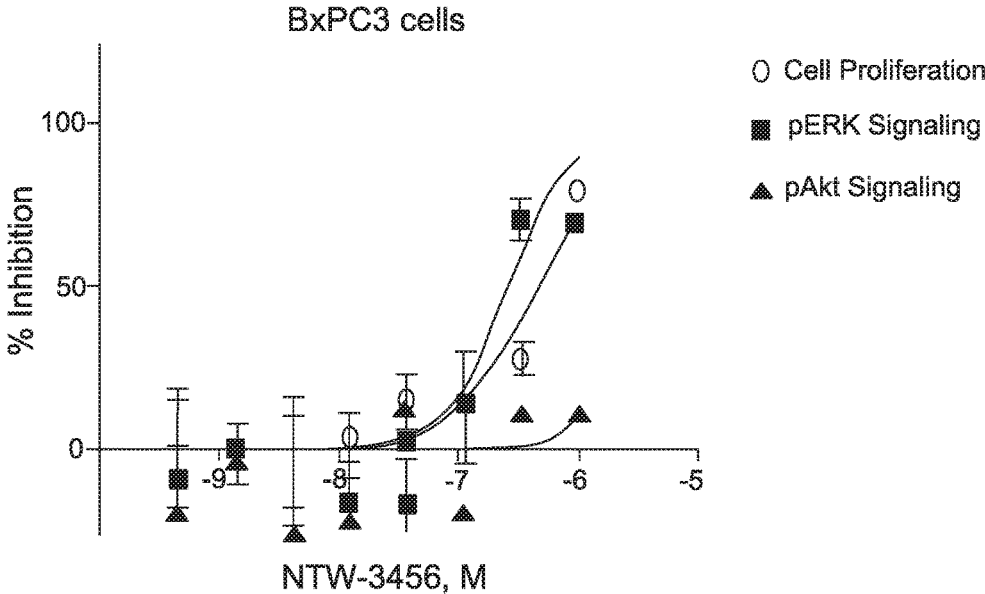 BxPC3 cells
Cell Proliferation
pERK Signaling
pAkt Signaling
% Inhibition
100
50
0
-9
-8
-7
-6
-5
NTW-3456, M